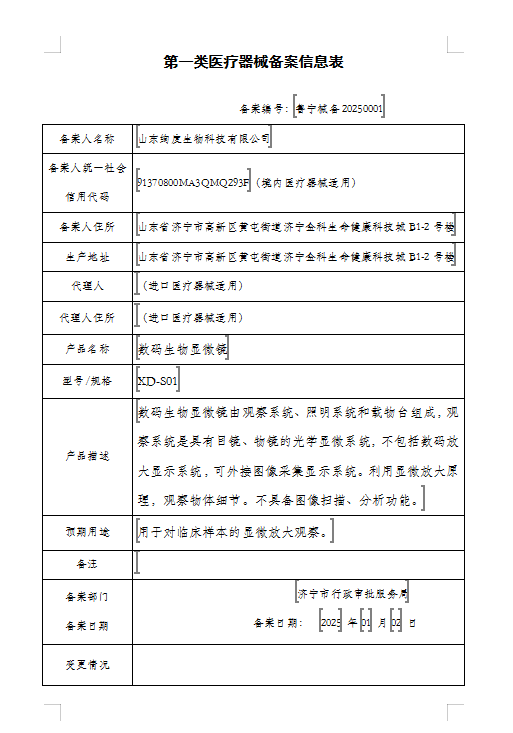 第一类医疗器械备案信息表
备案编号：鲁宁械备20250001
备案人名称 山东绚度生物科技有限公司
备案人统一社会
信用代码 91370800MA3QMQ293F（境内医疗器械适用）
备案人住所 山东省济宁市高新区黄屯街道济宁金科生命健康科技城B1-2号楼
生产地址 山东省济宁市高新区黄屯街道济宁金科生命健康科技城B1-2号楼
代理人 （进口医疗器械适用）
代理人住所 （进口医疗器械适用）
产品名称 数码生物显微镜
型号/规格 XD-S01
产品描述 数码生物显微镜由观察系统、照明系统和载物台组成，观
察系统是具有目镜、物镜的光学显微系统，不包括数码放
大显示系统，可外接图像采集显示系统。利用显微放大原
理，观察物体细节。不具备图像扫描、分析功能。
预期用途 用于对临床样本的显微放大观察。
备注
备案部门 济宁市行政审批服务局
备案日期 备案日期： 2025 年 01 月 02 日
变更情况